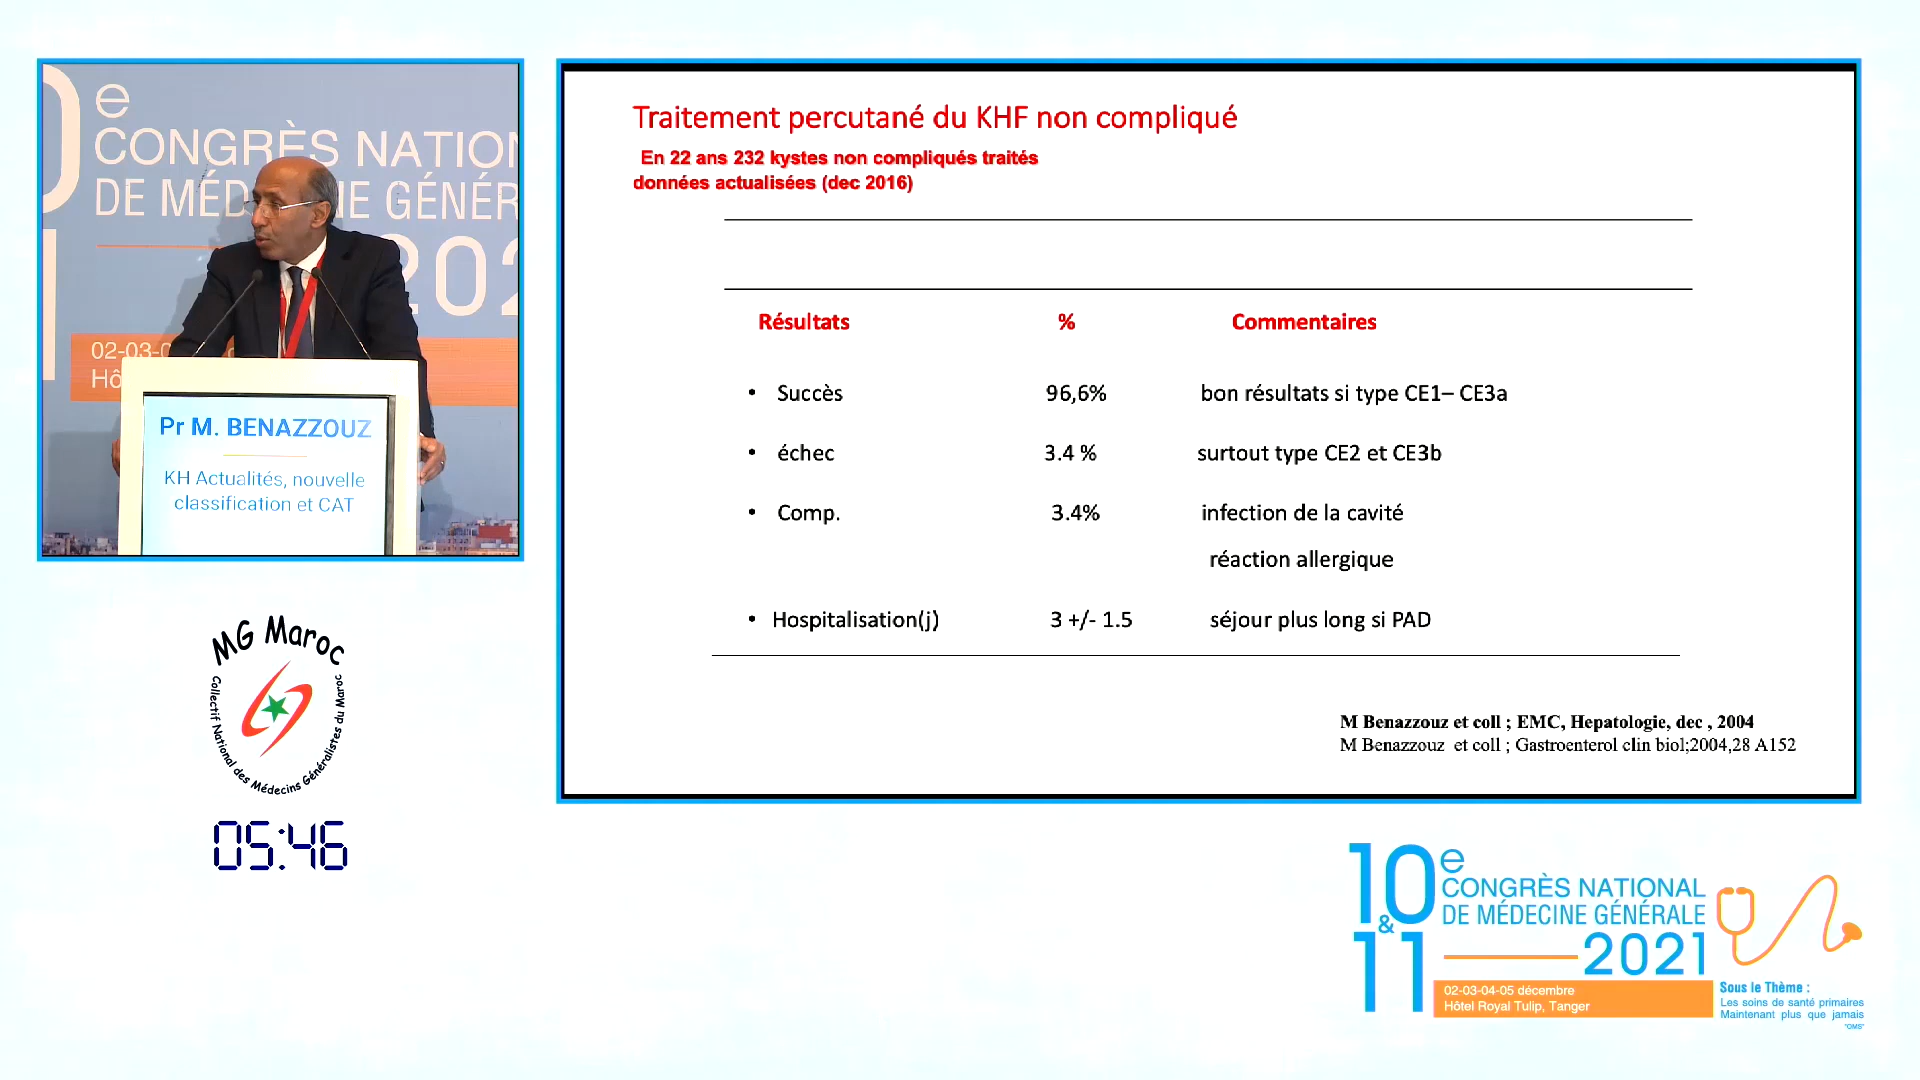 e
CONGRÈS NATION
DE MÉD
E GÉNÉR
202
02-03-0
Hô
Pr M. BENAZZOUZ
KH Actualités, nouvelle
classification et CAT
MG Maroc
Collectif National des Médecins Généralistes du Maroc
05:46
Traitement percutané du KHF non compliqué
En 22 ans 232 kystes non compliqués traités
données actualisées (dec 2016)
Résultats % Commentaires
• Succès 96,6% bon résultats si type CE1– CE3a
• échec 3.4 % surtout type CE2 et CE3b
• Comp. 3.4% infection de la cavité
réaction allergique
• Hospitalisation(j) 3 +/- 1.5 séjour plus long si PAD
M Benazzouz et coll ; EMC, Hepatologie, dec , 2004
M Benazzouz et coll ; Gastroenterol clin biol;2004,28 A152
10e
& 11
CONGRÈS NATIONAL
DE MÉDECINE GÉNÉRALE
2021
02-03-04-05 décembre
Hôtel Royal Tulip, Tanger
Sous le Thème :
Les soins de santé primaires
Maintenant plus que jamais
"OMS"